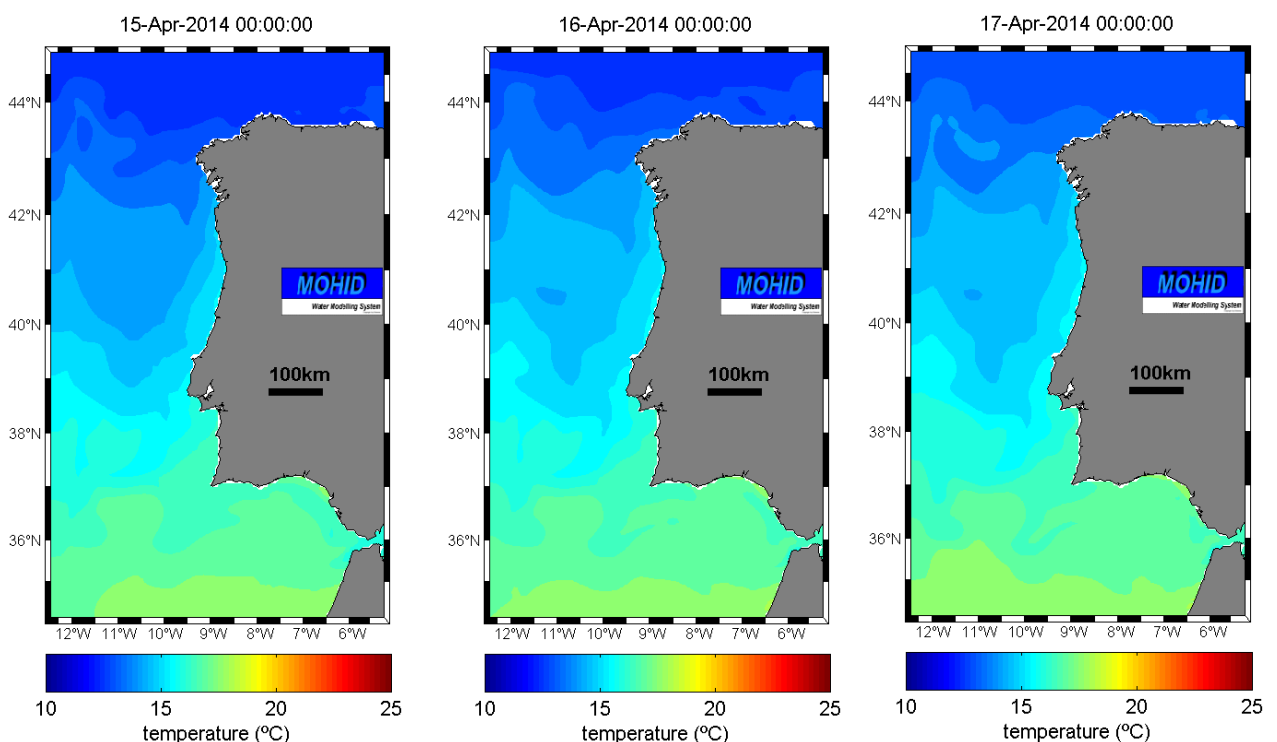 15-Apr-2014 00:00:00
44°N
42°N
40°N
38°N
36°N
12°W 11°W 10°W 9°W 8°W 7°W 6°W
MOHID
Water Modelling System
100km
10 15 20 25
temperature (ºC)
16-Apr-2014 00:00:00
44°N
42°N
40°N
38°N
36°N
12°W 11°W 10°W 9°W 8°W 7°W 6°W
MOHID
Water Modelling System
100km
10 15 20 25
temperature (ºC)
17-Apr-2014 00:00:00
44°N
42°N
40°N
38°N
36°N
12°W 11°W 10°W 9°W 8°W 7°W 6°W
MOHID
Water Modelling System
100km
10 15 20 25
temperature (ºC)